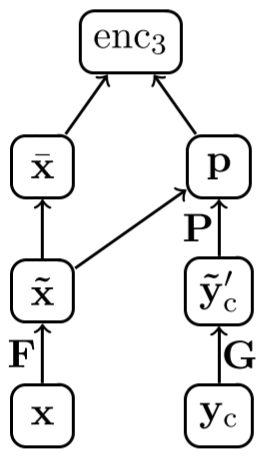 enc₃
x̄ p
P
x̃ ỹ′c
F G
x yc